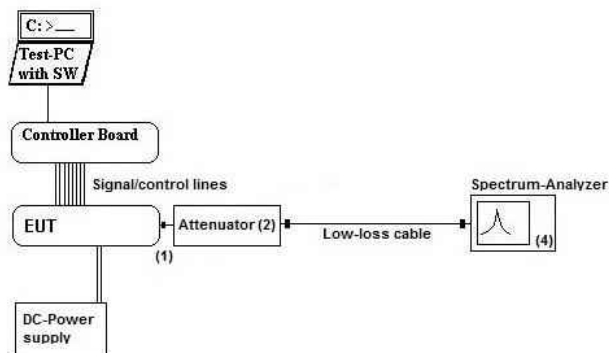 C: >__
Test-PC
with SW
Controller Board
Signal/control lines
Spectrum-Analyzer
EUT
Attenuator (2)
(1)
Low-loss cable
(4)
DC-Power
supply